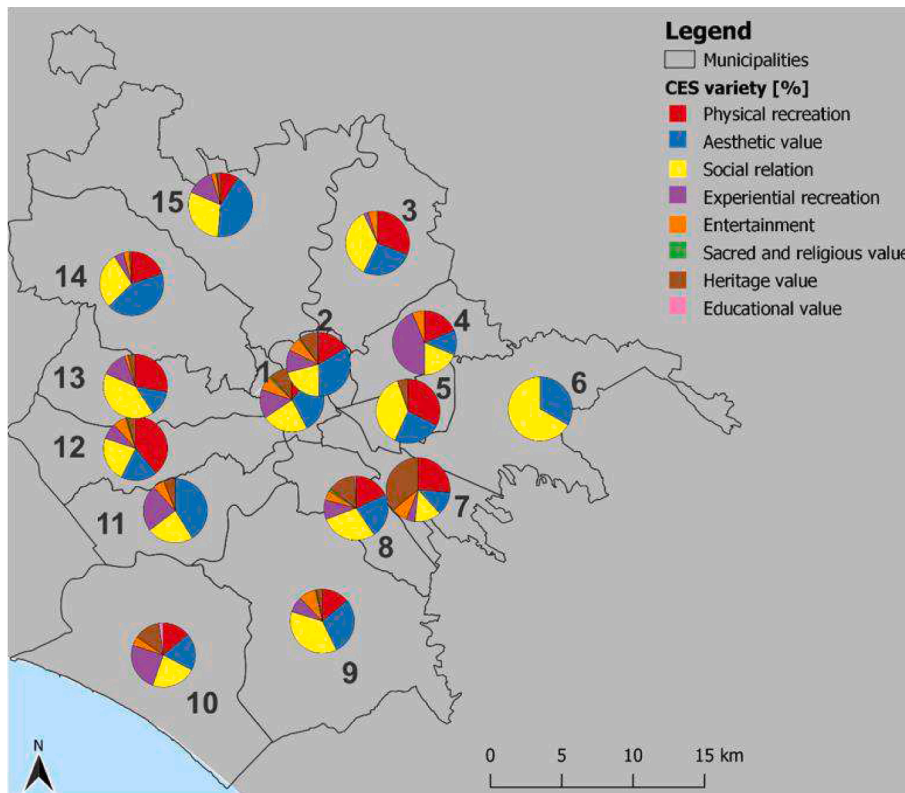 Legend
Municipalities
CES variety [%]
Physical recreation
Aesthetic value
Social relation
Experiential recreation
Entertainment
Sacred and religious value
Heritage value
Educational value
15
3
14
2
4
13
1
6
5
12
11
7
8
9
10
N
0 5 10 15 km